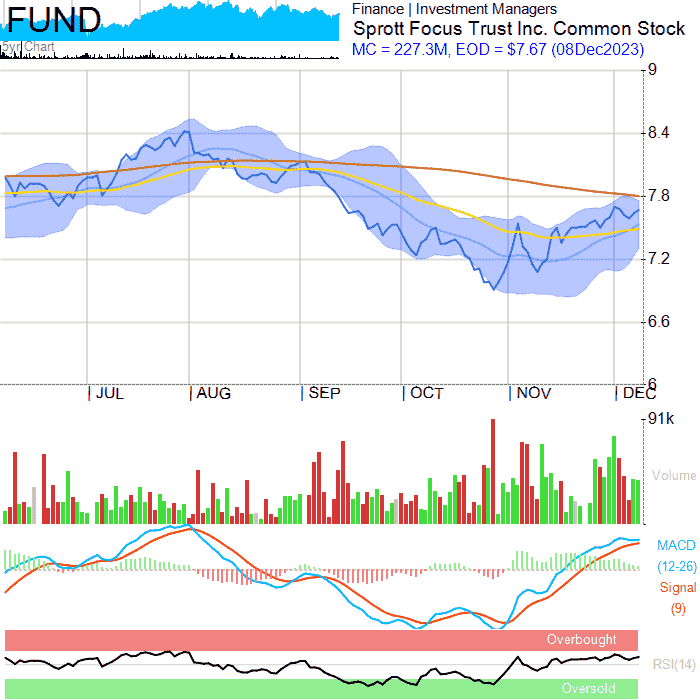 FUND
5yr Chart
Finance | Investment Managers
Sprott Focus Trust Inc. Common Stock
MC = 227.3M, EOD = $7.67 (08Dec2023)
9
8.4
7.8
7.2
6.6
6
JUL AUG SEP OCT NOV DEC
91k
Volume
MACD
(12-26)
Signal
(9)
Overbought
RSI(14)
Oversold